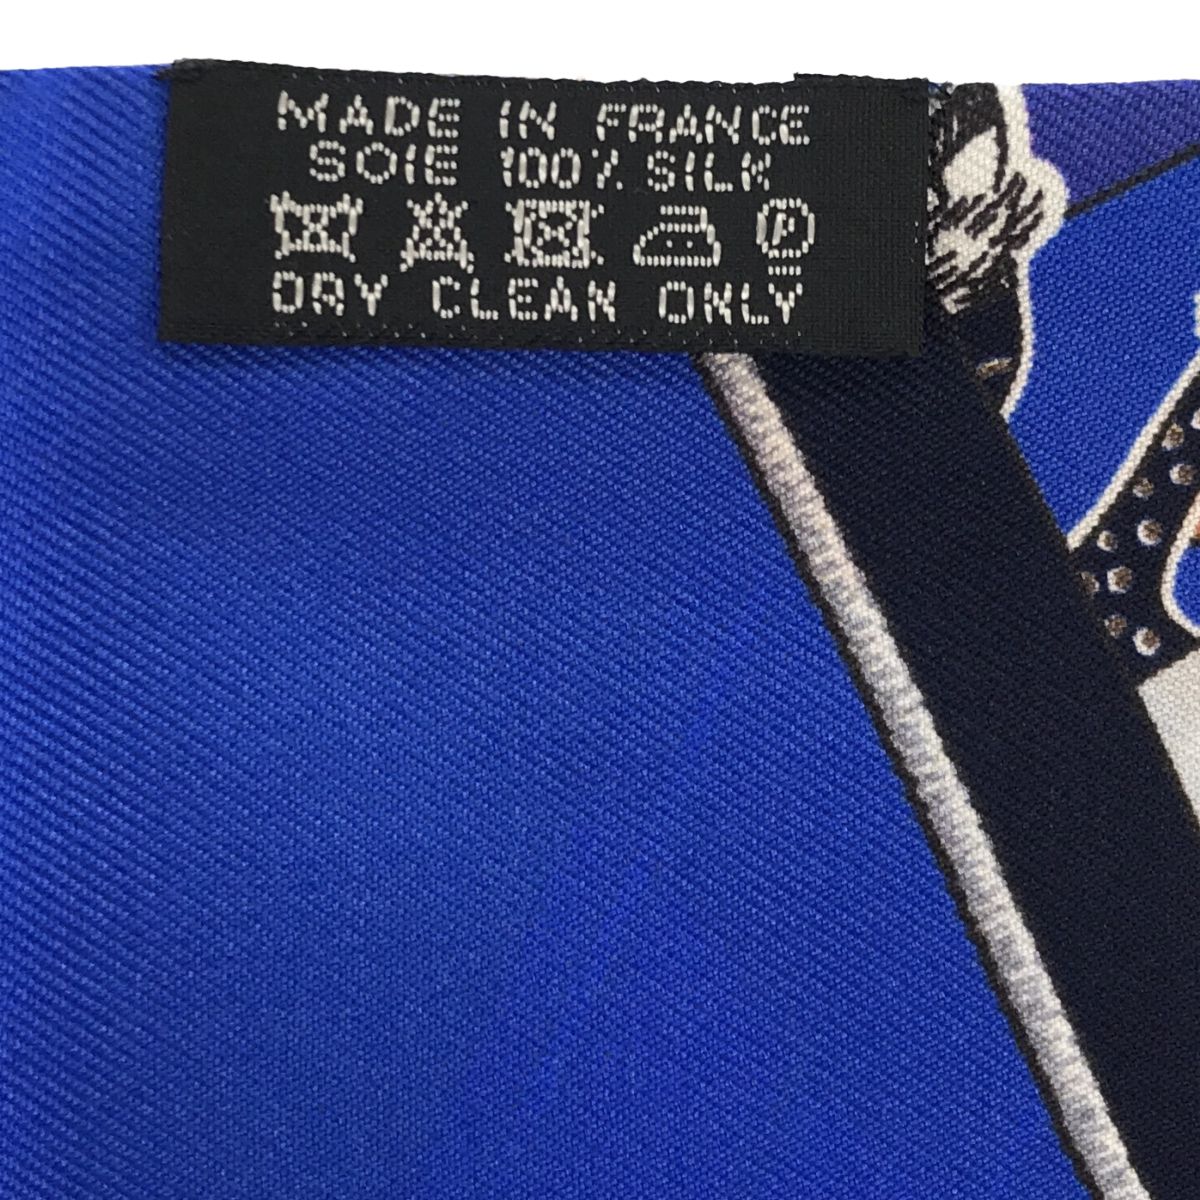 MADE IN FRANCE
SOIE 100% SILK
P
DRY CLEAN ONLY